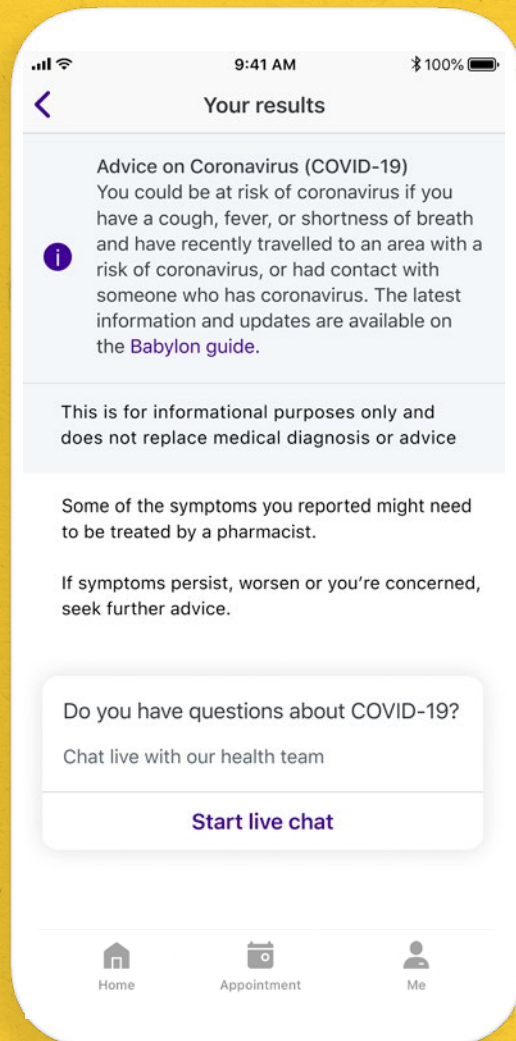 9:41 AM
100%
Your results
Advice on Coronavirus (COVID-19)
You could be at risk of coronavirus if you
have a cough, fever, or shortness of breath
and have recently travelled to an area with a
risk of coronavirus, or had contact with
someone who has coronavirus. The latest
information and updates are available on
the Babylon guide.
This is for informational purposes only and
does not replace medical diagnosis or advice
Some of the symptoms you reported might need
to be treated by a pharmacist.
If symptoms persist, worsen or you’re concerned,
seek further advice.
Do you have questions about COVID-19?
Chat live with our health team
Start live chat
Home
Appointment
Me